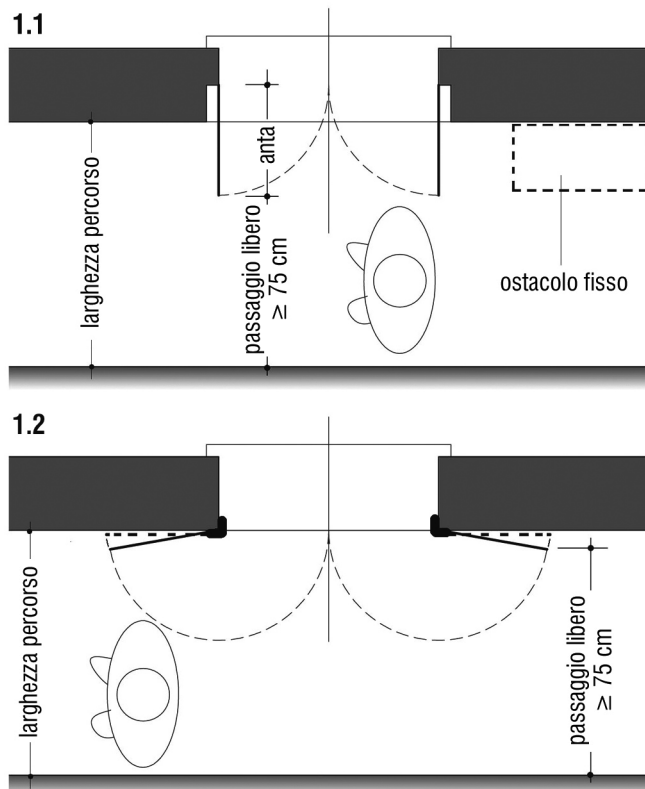 1.1
larghezza percorso
anta
passaggio libero
≥ 75 cm
ostacolo fisso
1.2
larghezza percorso
passaggio libero
≥ 75 cm